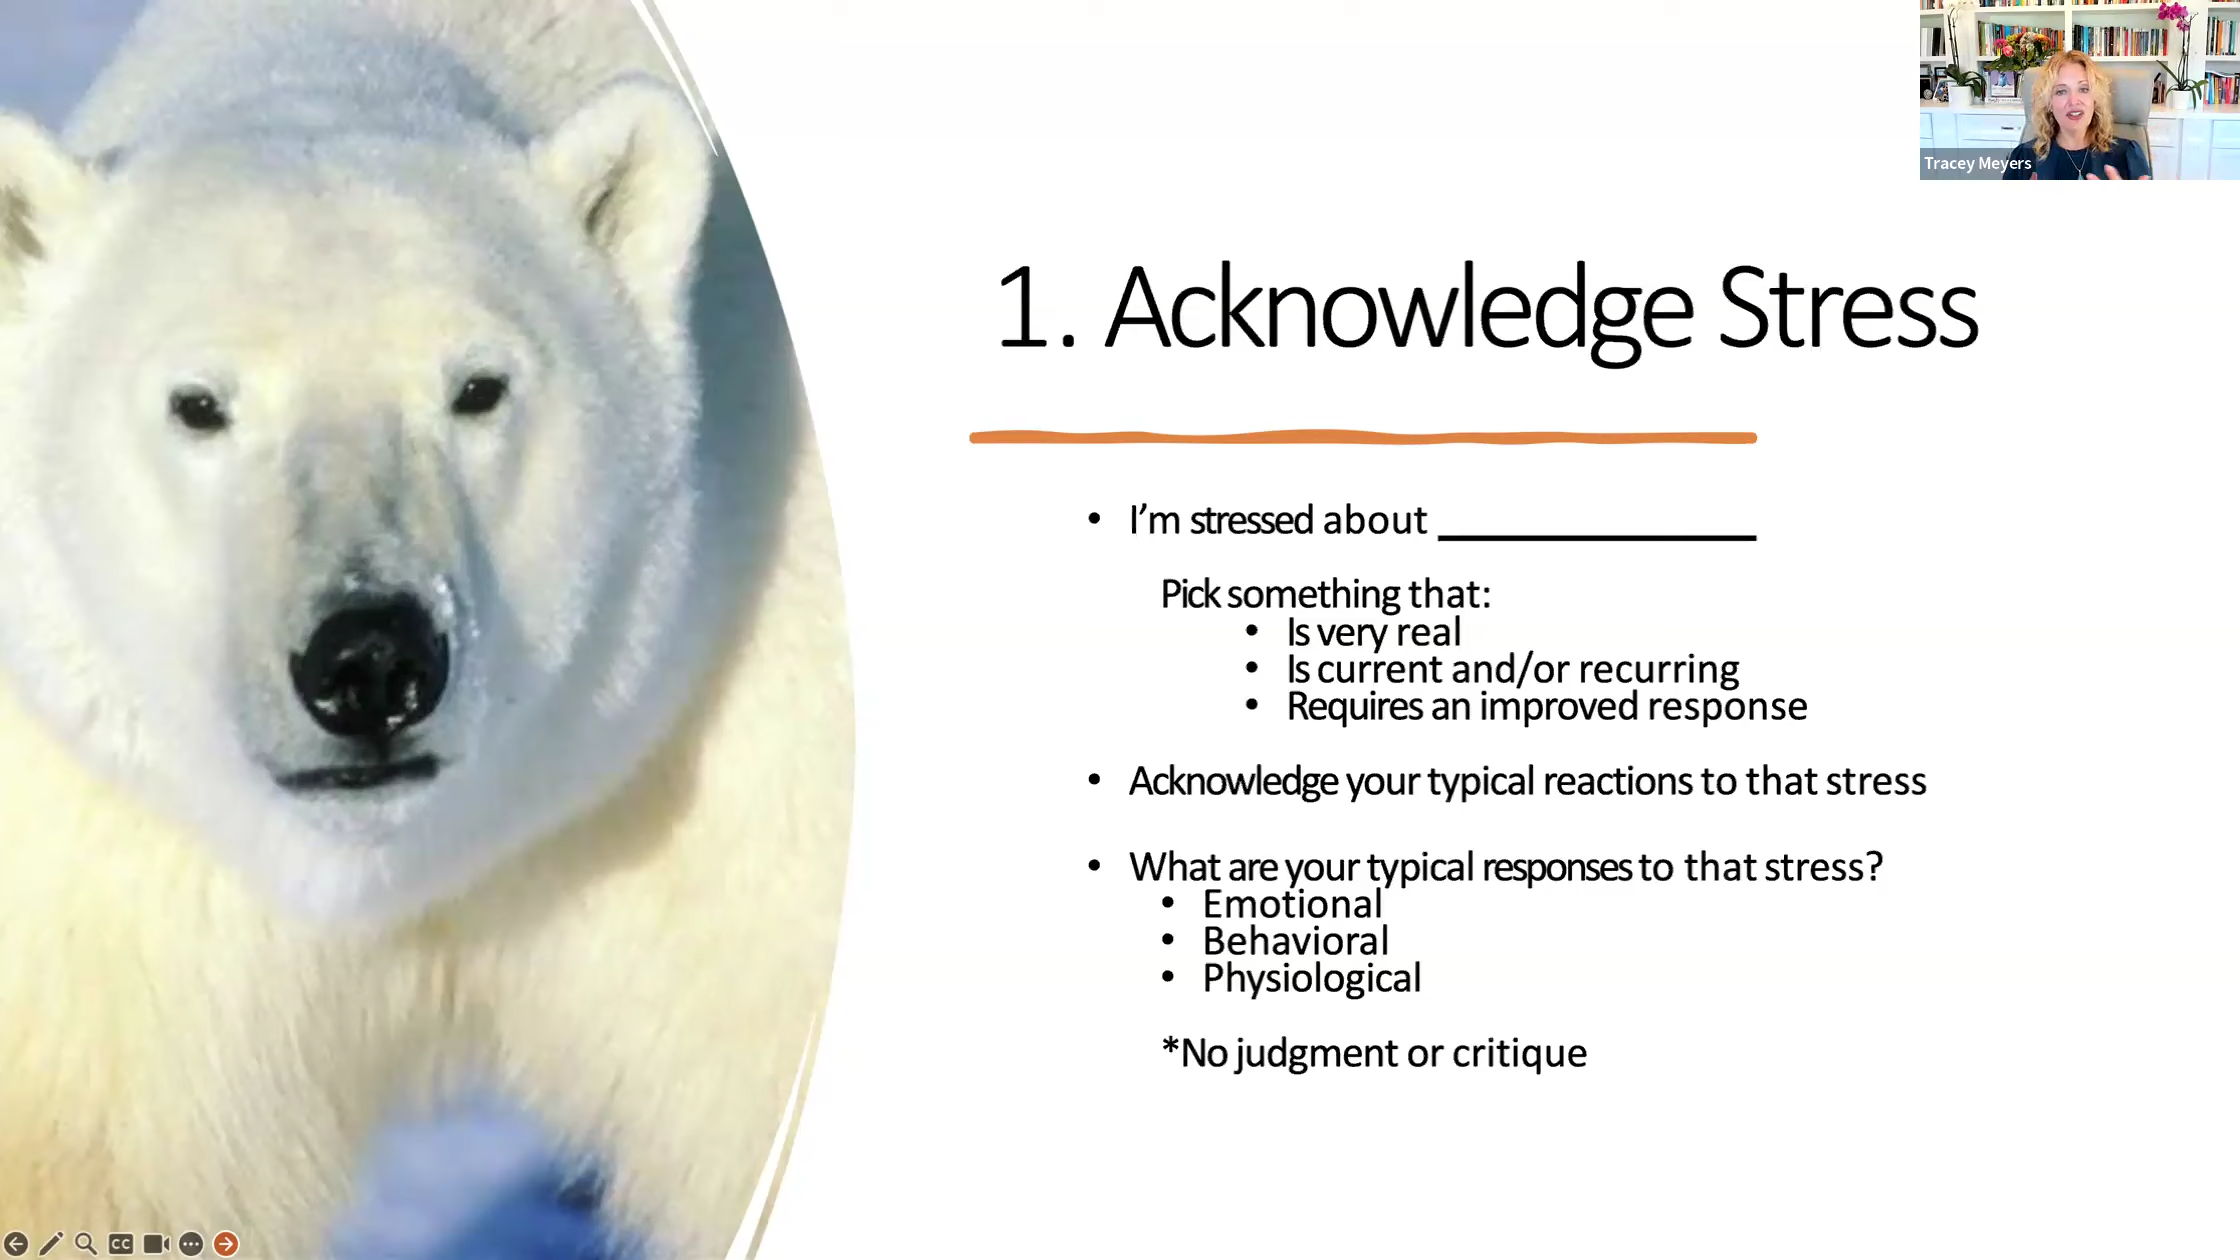 Tracey Meyers
1. Acknowledge Stress
• I’m stressed about ______________
Pick something that:
• Is very real
• Is current and/or recurring
• Requires an improved response
• Acknowledge your typical reactions to that stress
• What are your typical responses to that stress?
• Emotional
• Behavioral
• Physiological
*No judgment or critique
CC